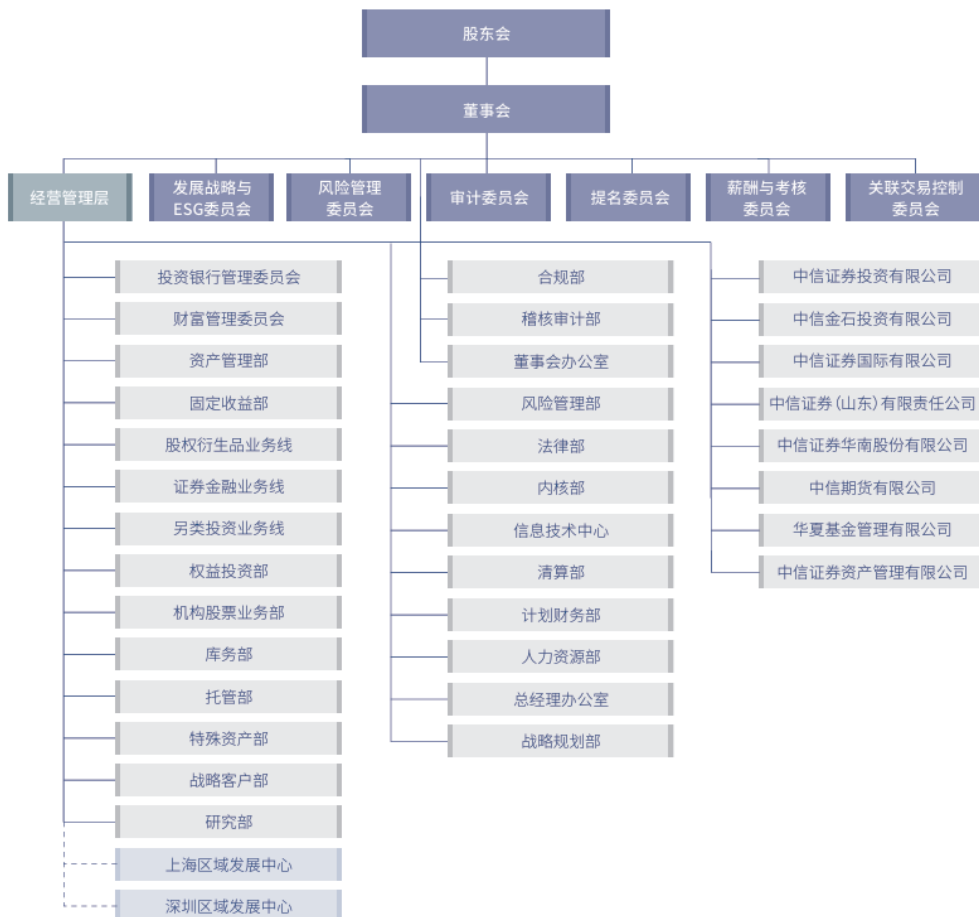 股东会
董事会
经营管理层
发展战略与
ESG委员会
风险管理
委员会
审计委员会
提名委员会
薪酬与考核
委员会
关联交易控制
委员会
投资银行管理委员会
财富管理委员会
资产管理部
固定收益部
股权衍生品业务线
证券金融业务线
另类投资业务线
权益投资部
机构股票业务部
库务部
托管部
特殊资产部
战略客户部
研究部
上海区域发展中心
深圳区域发展中心
合规部
稽核审计部
董事会办公室
风险管理部
法律部
内核部
信息技术中心
清算部
计划财务部
人力资源部
总经理办公室
战略规划部
中信证券投资有限公司
中信金石投资有限公司
中信证券国际有限公司
中信证券(山东)有限责任公司
中信证券华南股份有限公司
中信期货有限公司
华夏基金管理有限公司
中信证券资产管理有限公司